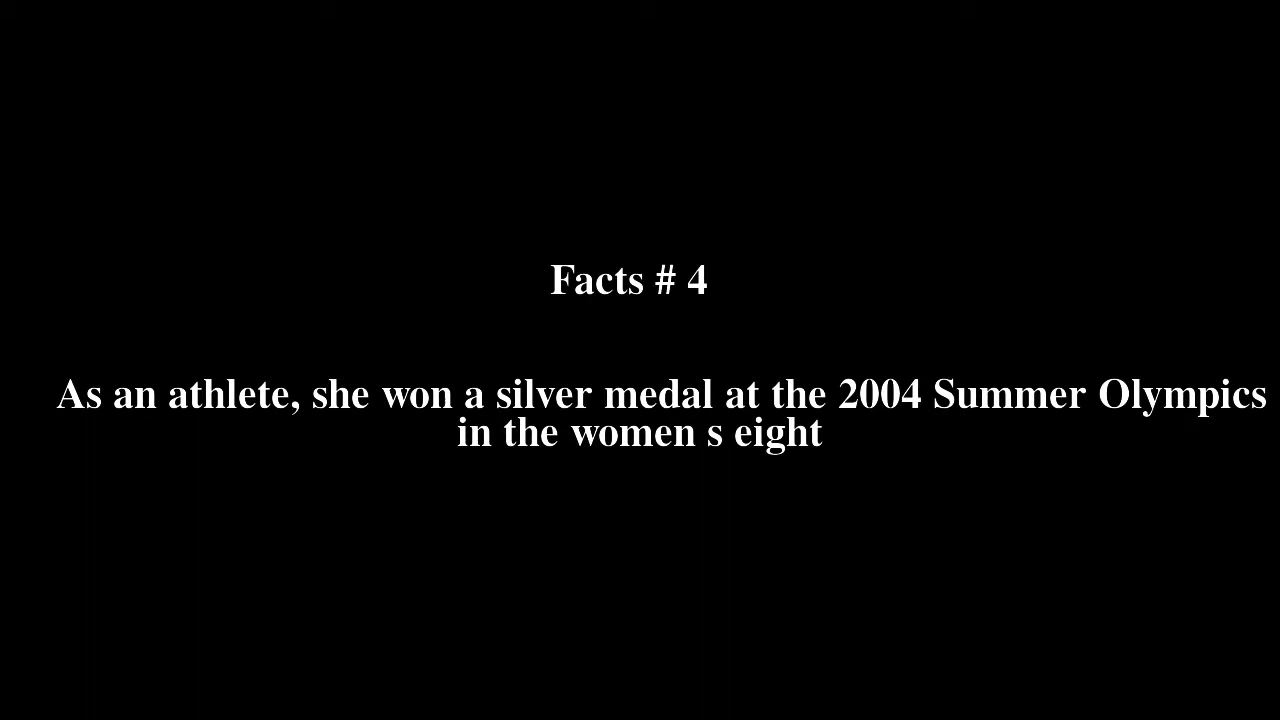 Facts # 4
As an athlete, she won a silver medal at the 2004 Summer Olympics
in the women s eight